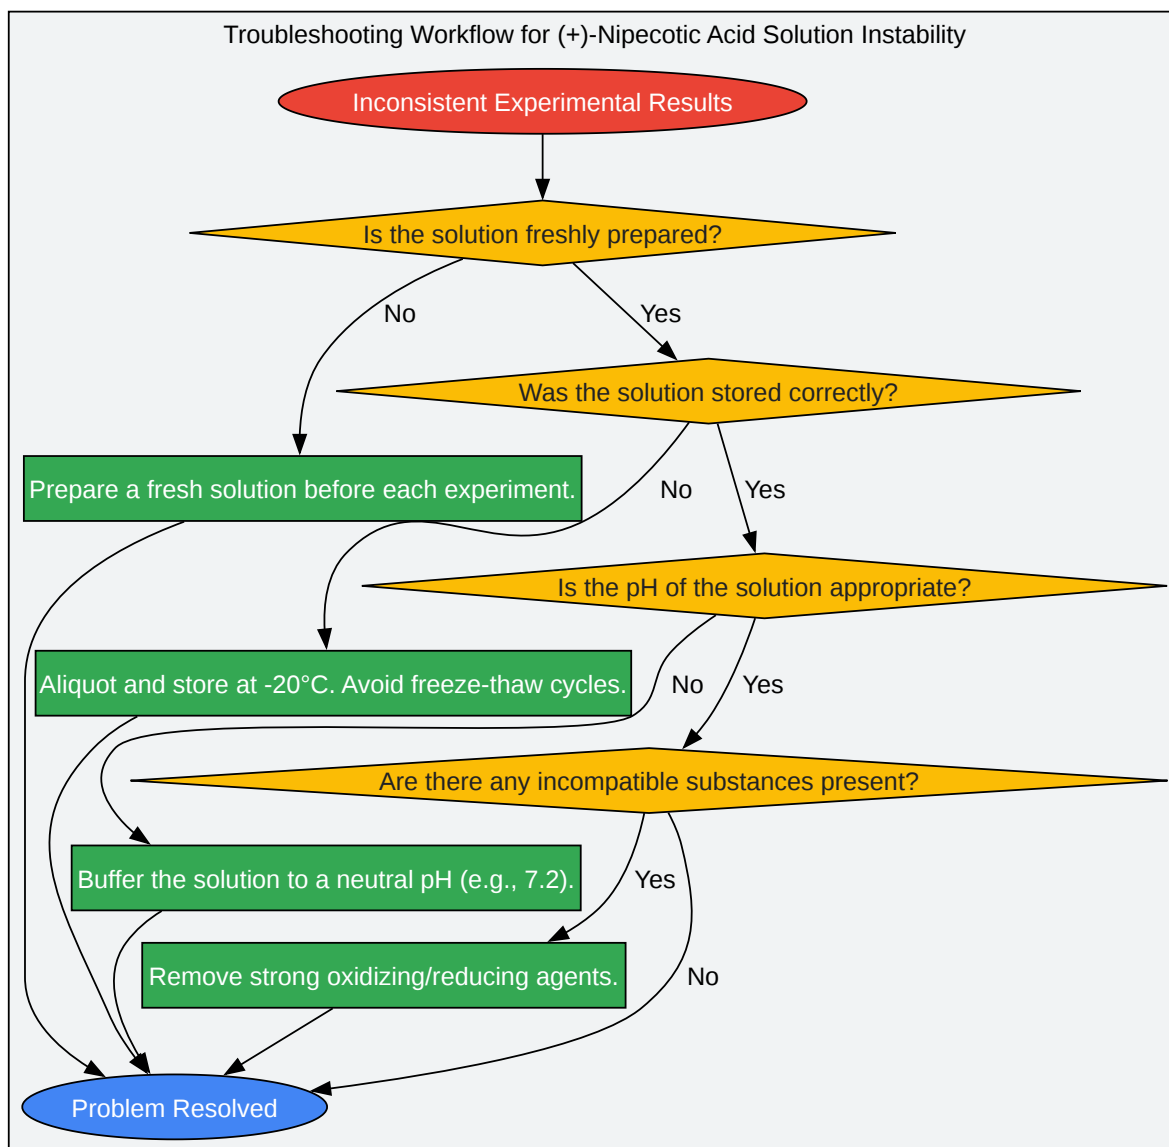 Troubleshooting Workflow for (+)-Nipecotic Acid Solution Instability
Inconsistent Experimental Results
Is the solution freshly prepared?
No
Yes
Was the solution stored correctly?
Prepare a fresh solution before each experiment.
No
Yes
Is the pH of the solution appropriate?
Aliquot and store at -20°C. Avoid freeze-thaw cycles.
No
Yes
Are there any incompatible substances present?
Buffer the solution to a neutral pH (e.g., 7.2).
Yes
Remove strong oxidizing/reducing agents.
No
Problem Resolved